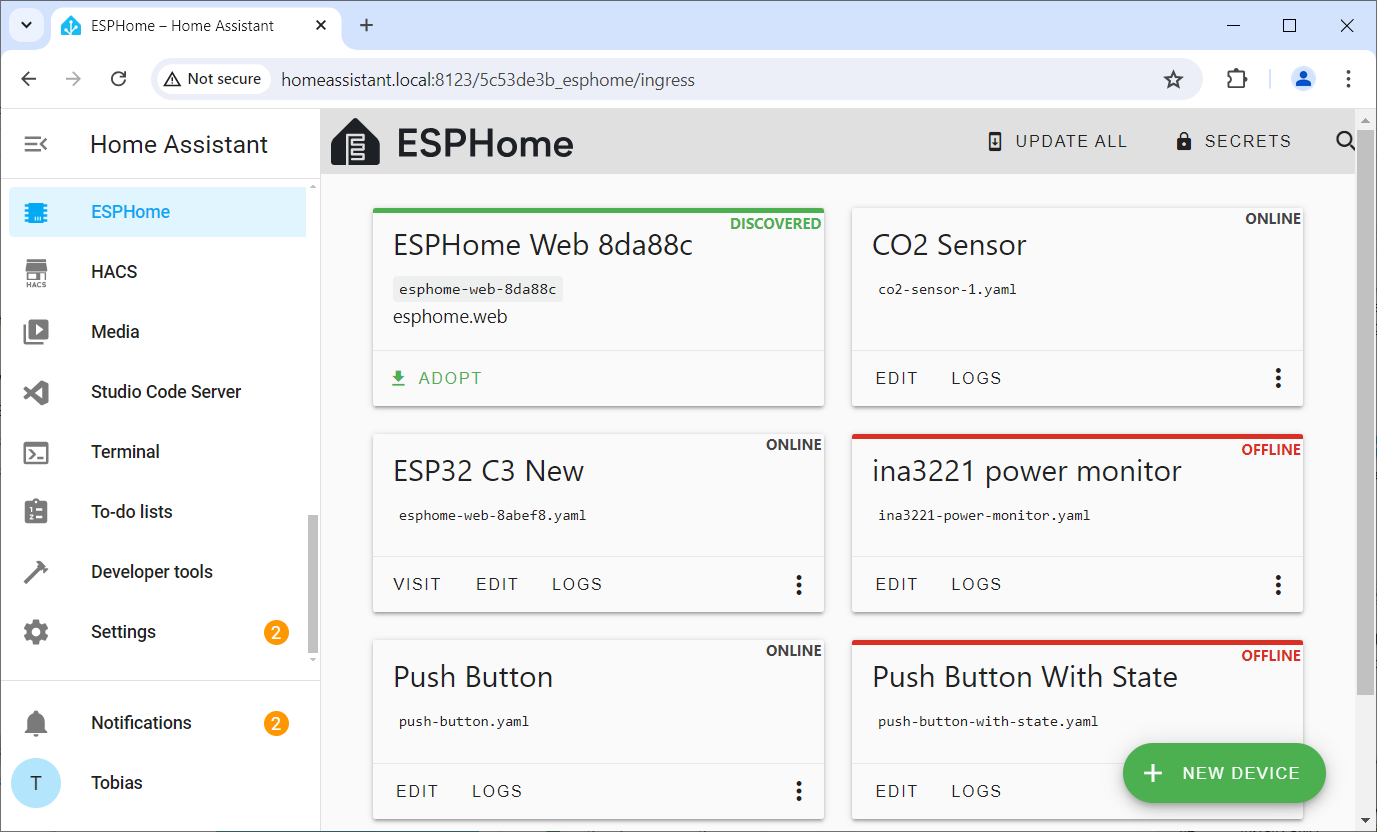 ESPHome – Home Assistant
Not secure
homeassistant.local:8123/5c53de3b_esphome/ingress
Home Assistant
ESPHome
HACS
HACS
Media
Studio Code Server
Terminal
To-do lists
Developer tools
Settings
2
Notifications
2
T
Tobias
ESPHome
UPDATE ALL
SECRETS
DISCOVERED
ESPHome Web 8da88c
esphome-web-8da88c
esphome.web
ADOPT
ONLINE
CO2 Sensor
co2-sensor-1.yaml
EDIT
LOGS
ONLINE
ESP32 C3 New
esphome-web-8abef8.yaml
VISIT
EDIT
LOGS
OFFLINE
ina3221 power monitor
ina3221-power-monitor.yaml
EDIT
LOGS
ONLINE
Push Button
push-button.yaml
EDIT
LOGS
OFFLINE
Push Button With State
push-button-with-state.yaml
EDIT
LOGS
NEW DEVICE